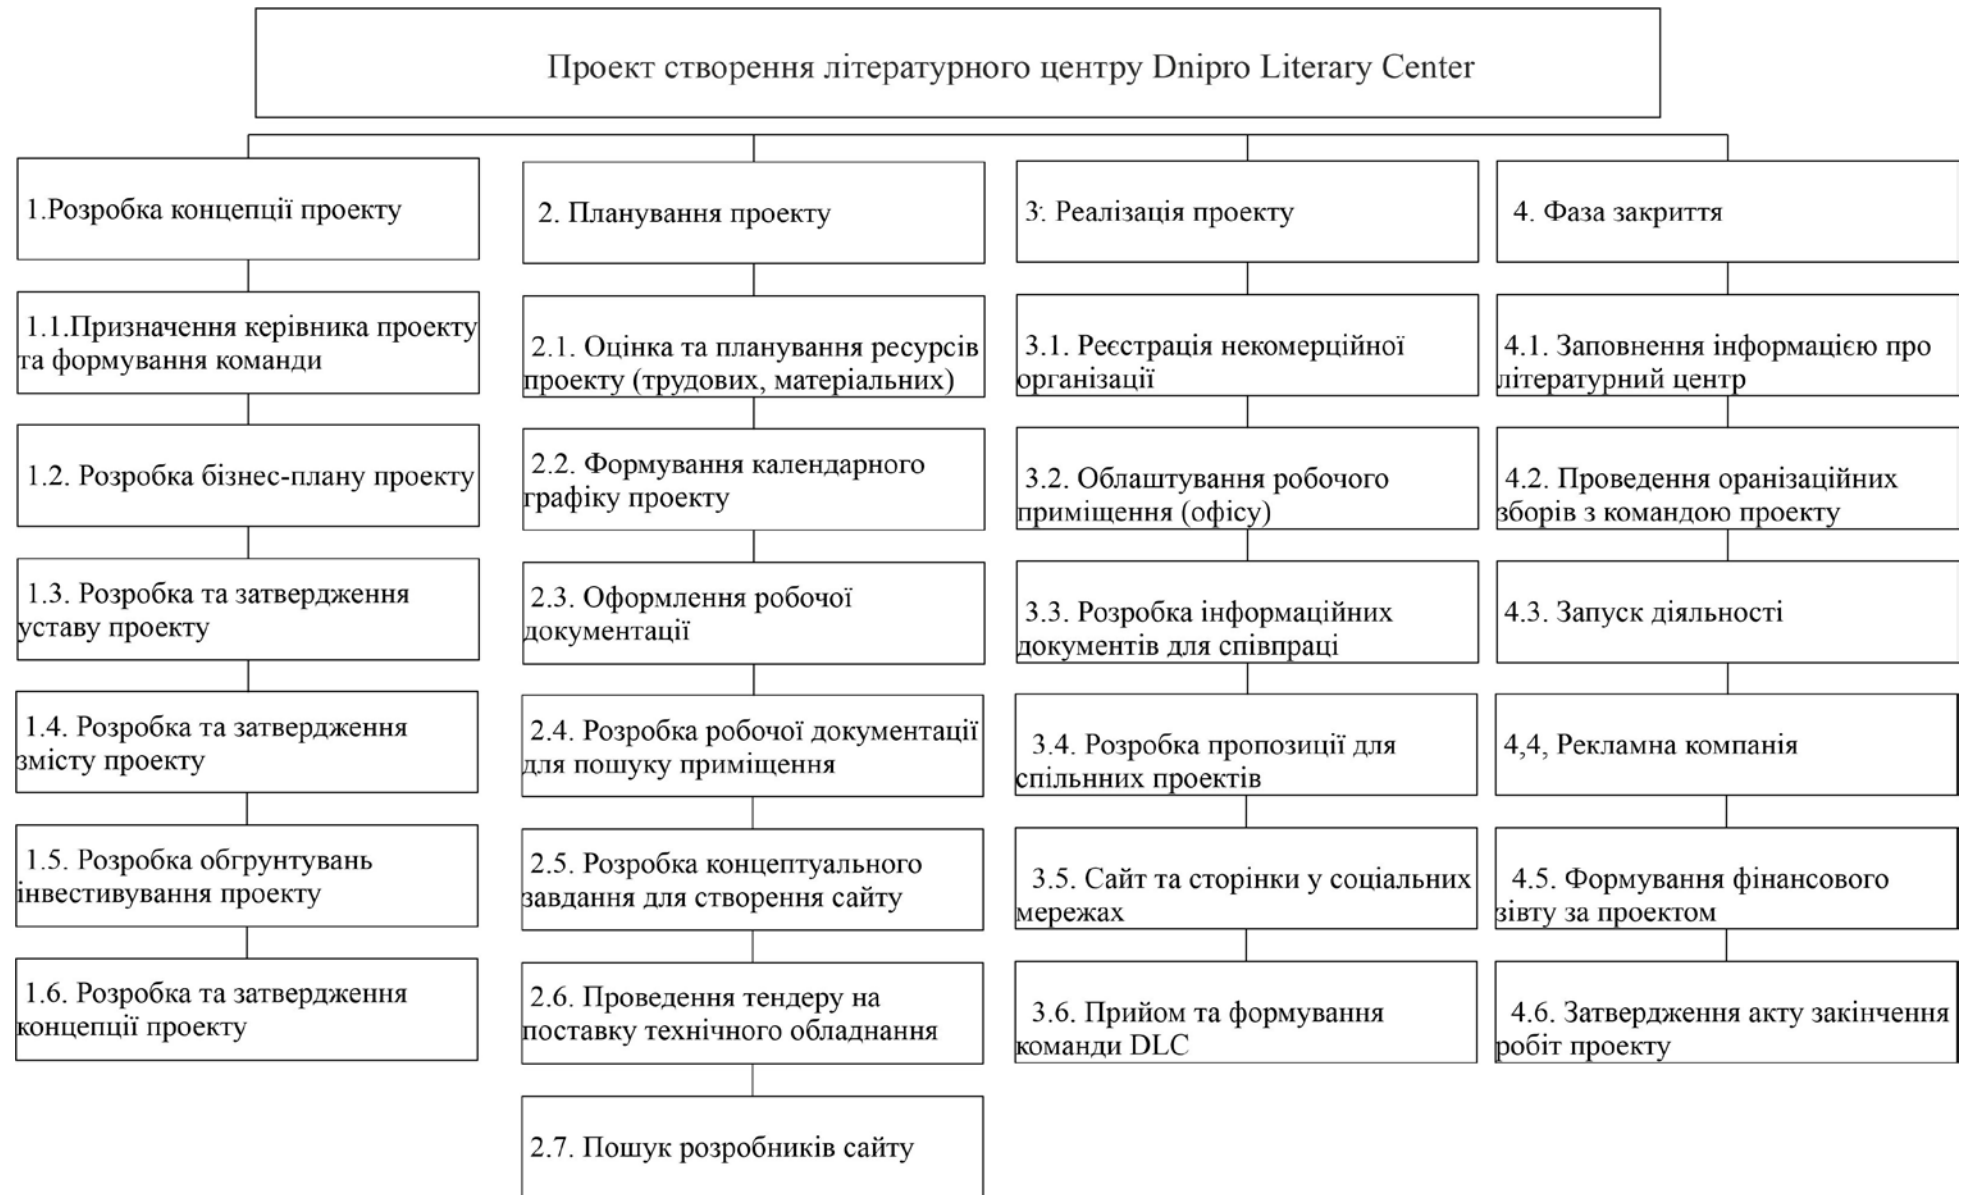 Проект створення літературного центру Dnipro Literary Center
1.Розробка концепції проекту
1.1.Призначення керівника проекту
та формування команди
1.2. Розробка бізнес-плану проекту
1.3. Розробка та затвердження
уставу проекту
1.4. Розробка та затвердження
змісту проекту
1.5. Розробка обгрунтувань
інвестивування проекту
1.6. Розробка та затвердження
концепції проекту
2. Планування проекту
2.1. Оцінка та планування ресурсів
проекту (трудових, матеріальних)
2.2. Формування календарного
графіку проекту
2.3. Оформлення робочої
документації
2.4. Розробка робочої документації
для пошуку приміщення
2.5. Розробка концептуального
завдання для створення сайту
2.6. Проведення тендеру на
поставку технічного обладнання
2.7. Пошук розробників сайту
3. Реалізація проекту
3.1. Реєстрація некомерційної
організації
3.2. Облаштування робочого
приміщення (офісу)
3.3. Розробка інформаційних
документів для співпраці
3.4. Розробка пропозиції для
спільнних проектів
3.5. Сайт та сторінки у соціальних
мережах
3.6. Прийом та формування
команди DLC
4. Фаза закриття
4.1. Заповнення інформацією про
літературний центр
4.2. Проведення оранізаційних
зборів з командою проекту
4.3. Запуск діяльності
4,4, Рекламна компанія
4.5. Формування фінансового
зівту за проектом
4.6. Затвердження акту закінчення
робіт проекту